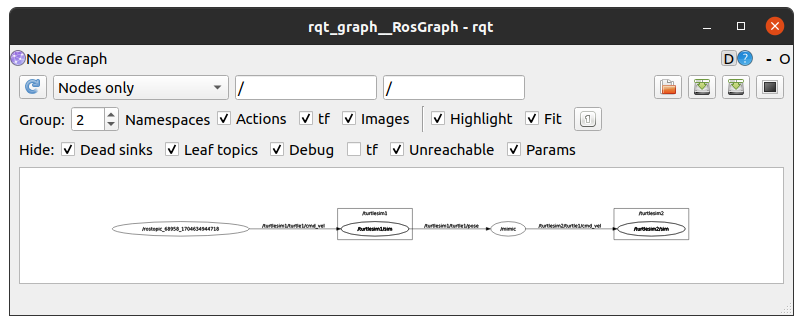 rqt_graph__RosGraph - rqt
Node Graph
D
- O
Nodes only
/
/
Group: 2 Namespaces Actions tf Images Highlight Fit
Hide: Dead sinks Leaf topics Debug tf Unreachable Params
/turtlesim1
/turtlesim2
/rostopic_68958_1704634944718
/turtlesim1/turtle1/cmd_vel
/turtlesim1/sim
/turtlesim1/turtle1/pose
/mimic
/turtlesim2/turtle1/cmd_vel
/turtlesim2/sim